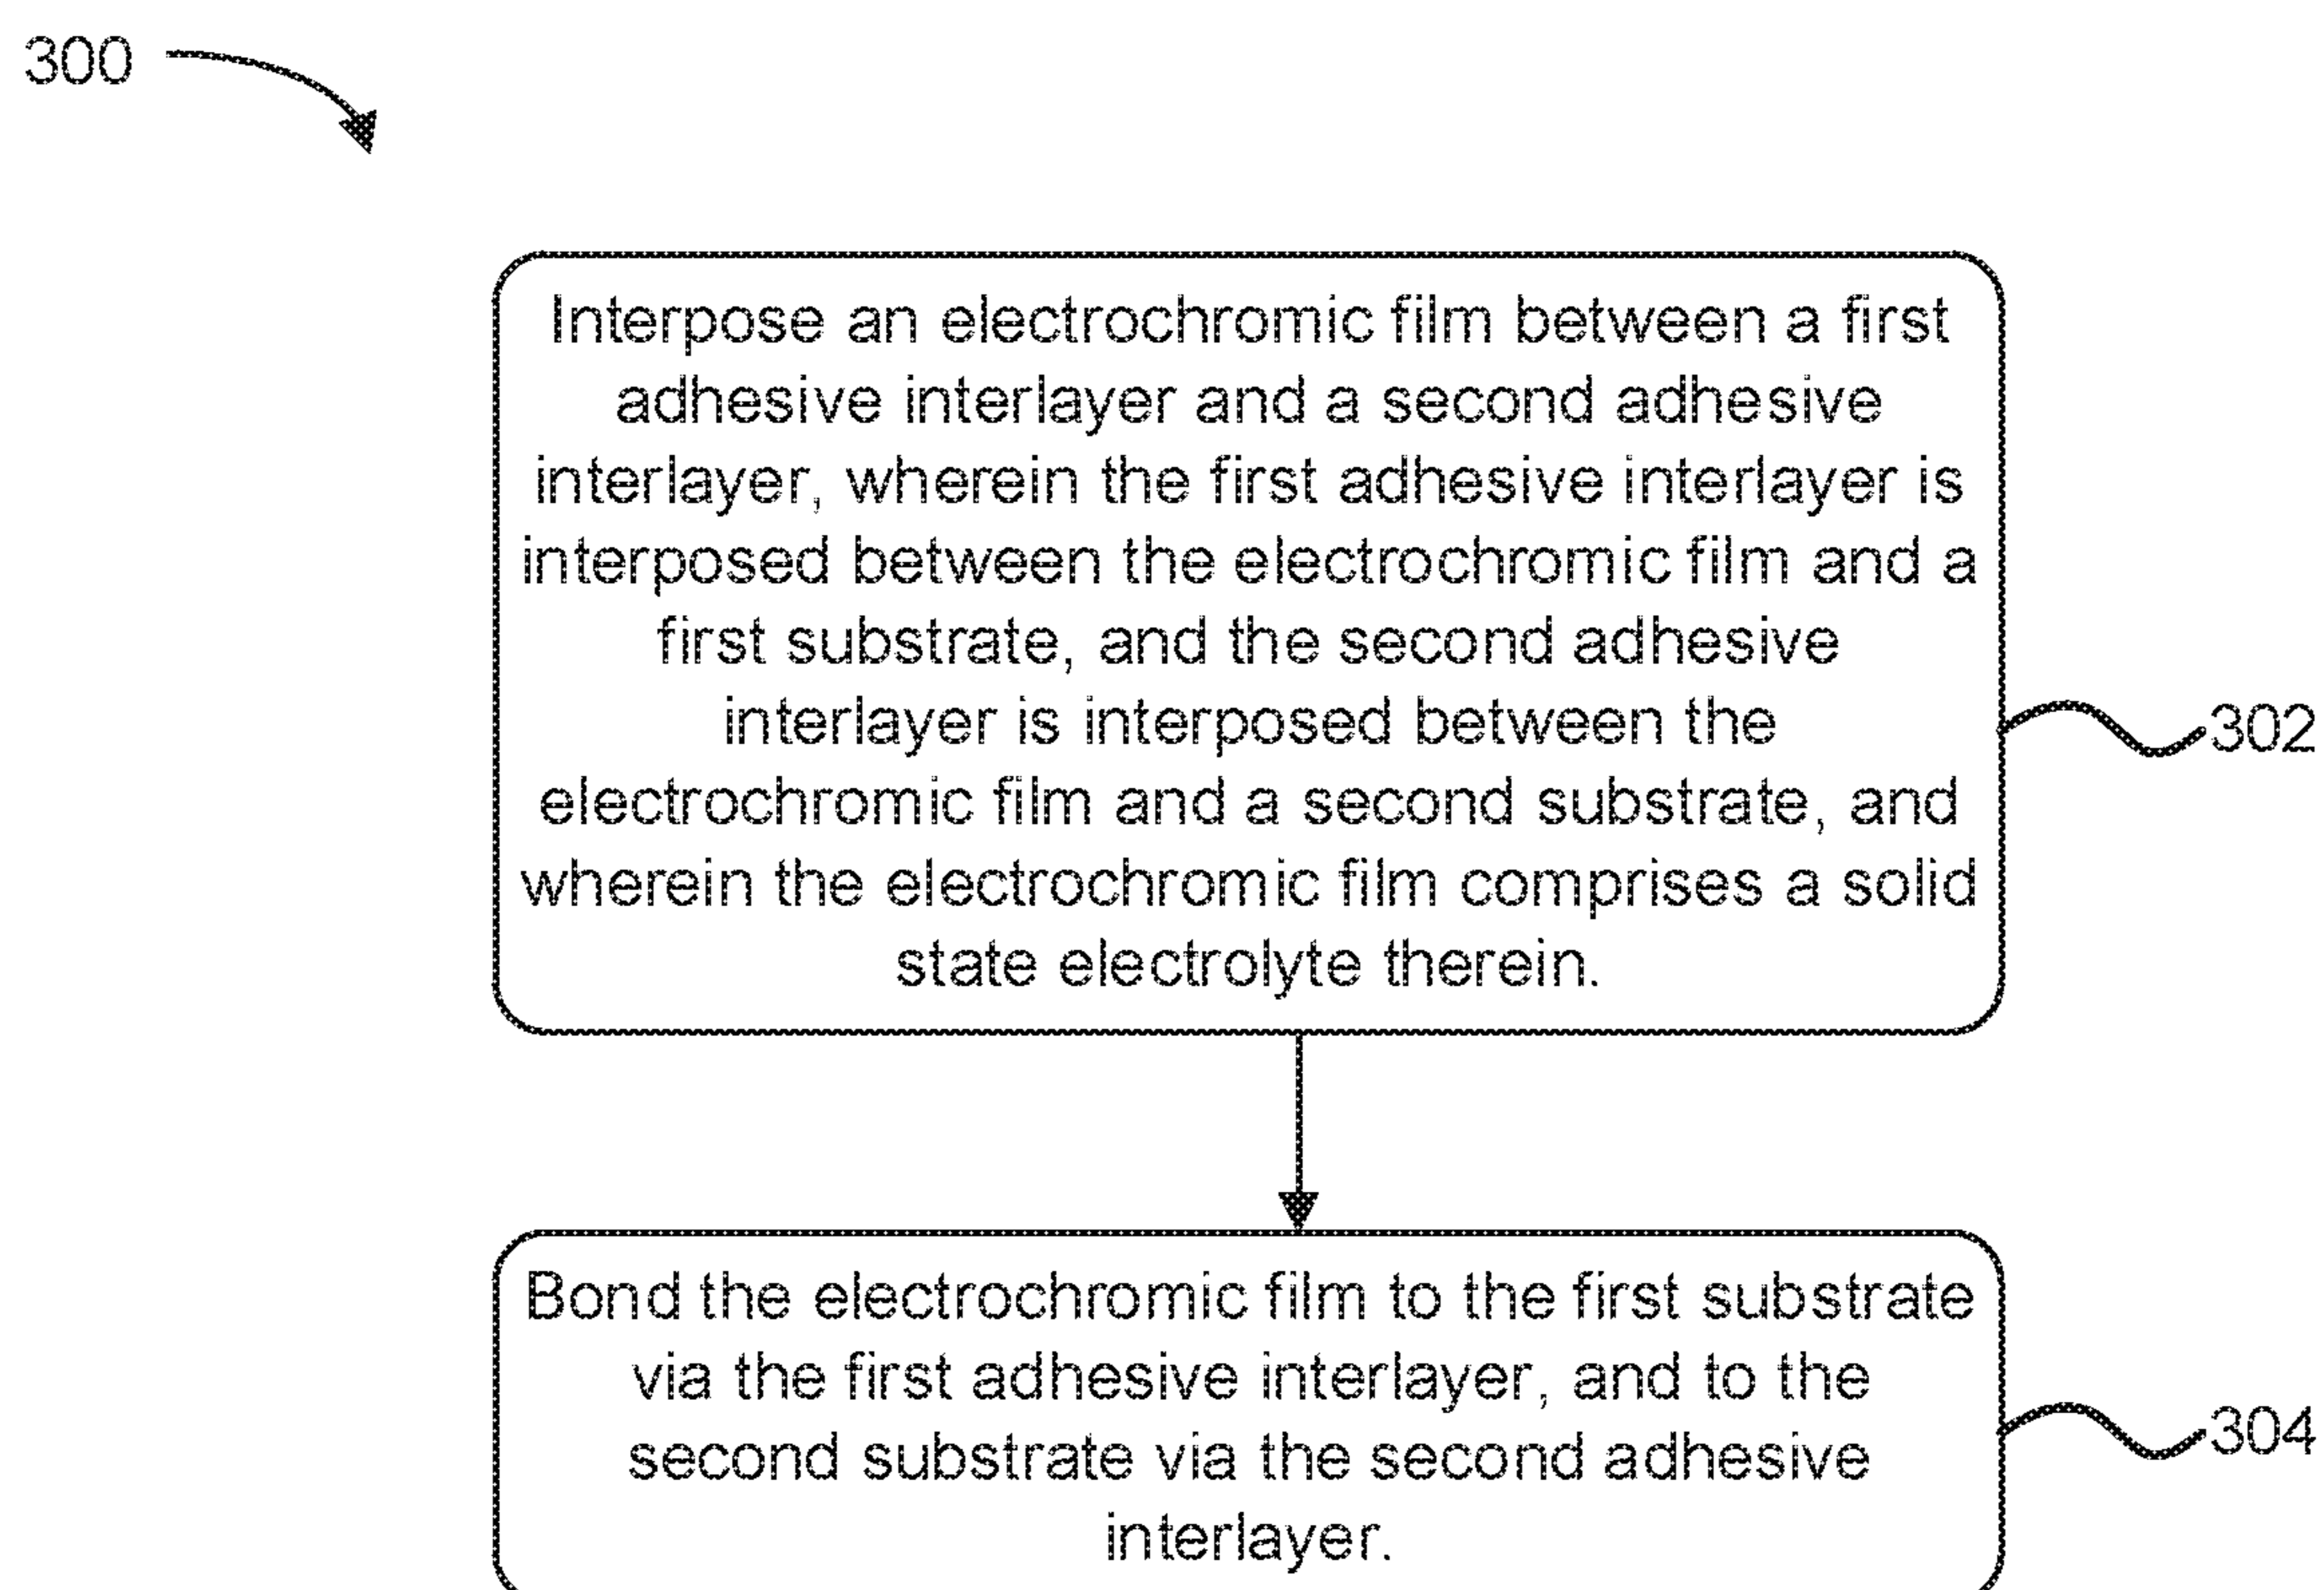 300
Interpose an electrochromic film between a first
adhesive interlayer and a second adhesive
interlayer, wherein the first adhesive interlayer is
interposed between the electrochromic film and a
first substrate, and the second adhesive
interlayer is interposed between the
electrochromic film and a second substrate, and
wherein the electrochromic film comprises a solid
state electrolyte therein.
302
Bond the electrochromic film to the first substrate
via the first adhesive interlayer, and to the
second substrate via the second adhesive
interlayer.
304